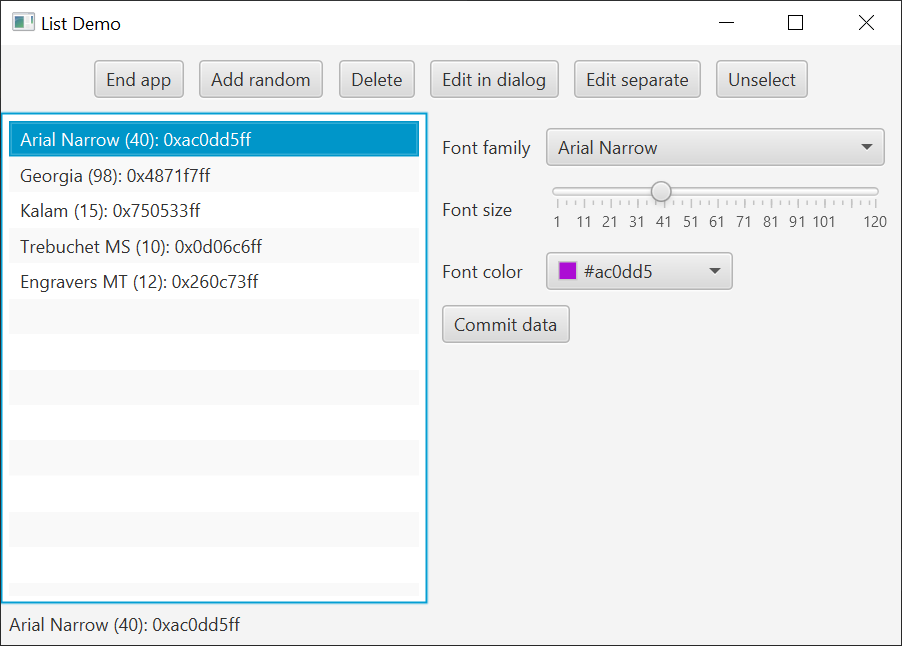 List Demo
End app Add random Delete Edit in dialog Edit separate Unselect
Arial Narrow (40): 0xac0dd5ff
Georgia (98): 0x4871f7ff
Kalam (15): 0x750533ff
Trebuchet MS (10): 0x0d06c6ff
Engravers MT (12): 0x260c73ff
Font family Arial Narrow
Font size
1 11 21 31 41 51 61 71 81 91 101 120
Font color #ac0dd5
Commit data
Arial Narrow (40): 0xac0dd5ff